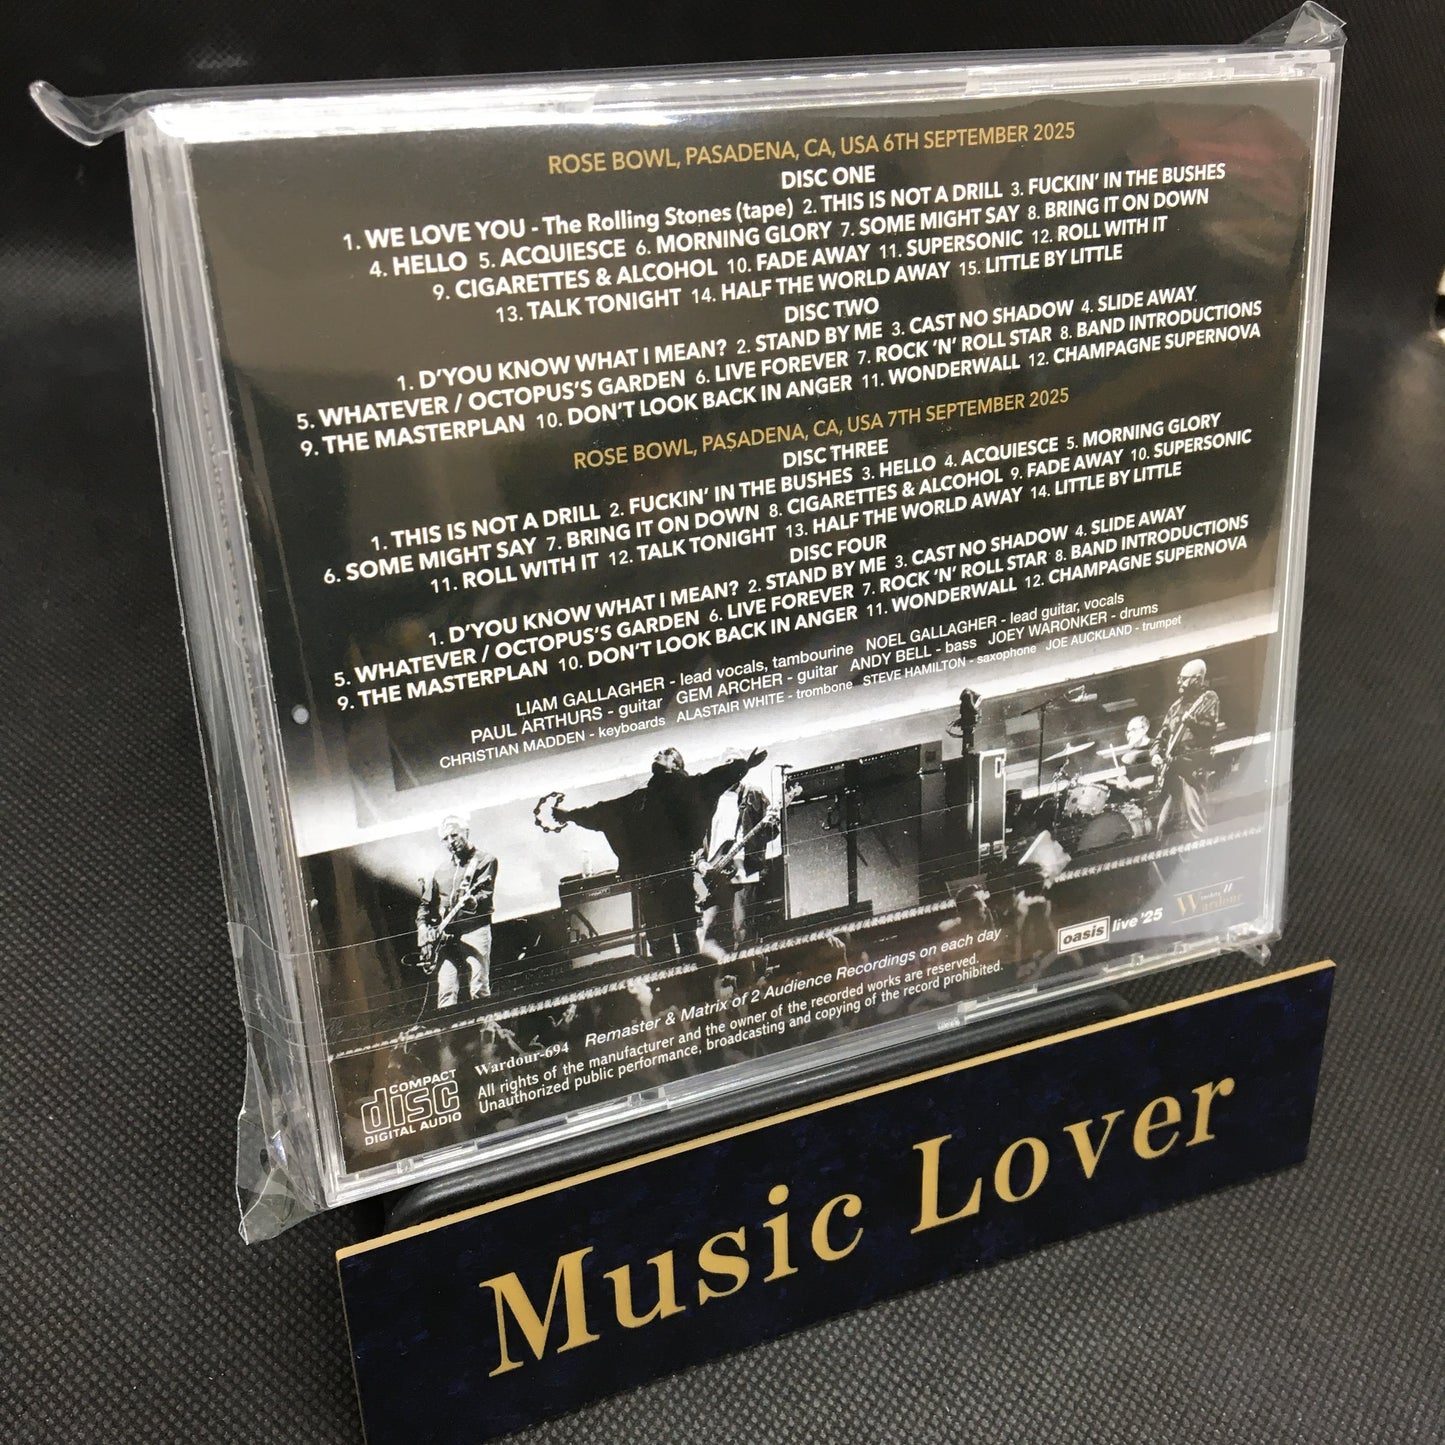 ROSE BOWL, PASADENA, CA, USA 6TH SEPTEMBER 2025
DISC ONE
1. WE LOVE YOU - The Rolling Stones (tape) 2. THIS IS NOT A DRILL 3. FUCKIN' IN THE BUSHES
4. HELLO 5. ACQUIESCE 6. MORNING GLORY 7. SOME MIGHT SAY 8. BRING IT ON DOWN
9. CIGARETTES & ALCOHOL 10. FADE AWAY 11. SUPERSONIC 12. ROLL WITH IT
13. TALK TONIGHT 14. HALF THE WORLD AWAY 15. LITTLE BY LITTLE
DISC TWO
1. D'YOU KNOW WHAT I MEAN? 2. STAND BY ME 3. CAST NO SHADOW 4. SLIDE AWAY
5. WHATEVER / OCTOPUS'S GARDEN 6. LIVE FOREVER 7. ROCK 'N' ROLL STAR 8. BAND INTRODUCTIONS
9. THE MASTERPLAN 10. DON'T LOOK BACK IN ANGER 11. WONDERWALL 12. CHAMPAGNE SUPERNOVA
ROSE BOWL, PASADENA, CA, USA 7TH SEPTEMBER 2025
DISC THREE
1. THIS IS NOT A DRILL 2. FUCKIN' IN THE BUSHES 3. HELLO 4. ACQUIESCE 5. MORNING GLORY
6. SOME MIGHT SAY 7. BRING IT ON DOWN 8. CIGARETTES & ALCOHOL 9. FADE AWAY 10. SUPERSONIC
11. ROLL WITH IT 12. TALK TONIGHT 13. HALF THE WORLD AWAY 14. LITTLE BY LITTLE
DISC FOUR
1. D'YOU KNOW WHAT I MEAN? 2. STAND BY ME 3. CAST NO SHADOW 4. SLIDE AWAY
5. WHATEVER / OCTOPUS'S GARDEN 6. LIVE FOREVER 7. ROCK 'N' ROLL STAR 8. BAND INTRODUCTIONS
9. THE MASTERPLAN 10. DON'T LOOK BACK IN ANGER 11. WONDERWALL 12. CHAMPAGNE SUPERNOVA
LIAM GALLAGHER - lead vocals, tambourine NOEL GALLAGHER - lead guitar, vocals
PAUL ARTHURS - guitar GEM ARCHER - guitar ANDY BELL - bass JOEY WARONKER - drums
CHRISTIAN MADDEN - keyboards ALASTAIR WHITE - trombone STEVE HAMILTON - saxophone JOE AUCKLAND - trumpet
oasis live '25
Wardour
Wardour-694 Remaster & Matrix of 2 Audience Recordings on each day
All rights of the manufacturer and the owner of the recorded works are reserved.
Unauthorized public performance, broadcasting and copying of the record prohibited.
COMPACT
disc
DIGITAL AUDIO
Music Lover